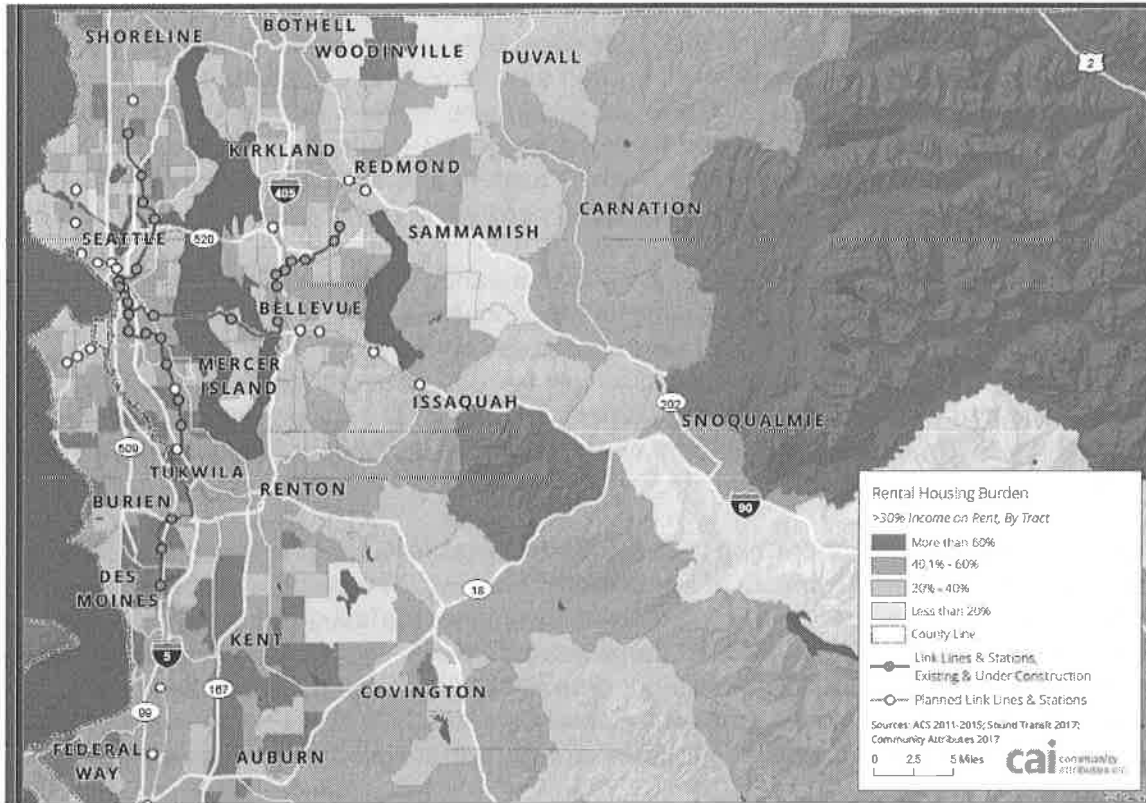 BOTHELL
SHORELINE
WOODINVILLE
DUVALL
2
KIRKLAND
REDMOND
405
CARNATION
SEATTLE
520
SAMMAMISH
BELLEVUE
MERCER
ISLAND
ISSAQUAH
202
SNOQUALMIE
509
TUKWILA
RENTON
BURIEN
90
DES
MOINES
18
KENT
5
167
COVINGTON
99
FEDERAL
WAY
AUBURN
Rental Housing Burden
>30% Income on Rent, By Tract
More than 60%
40.1% - 60%
20% - 40%
Less than 20%
County Line
Link Lines & Stations,
Existing & Under Construction
Planned Link Lines & Stations
Sources: ACS 2011-2015; Sound Transit 2017;
Community Attributes 2017
0 2.5 5 Miles
cai community
attributes inc